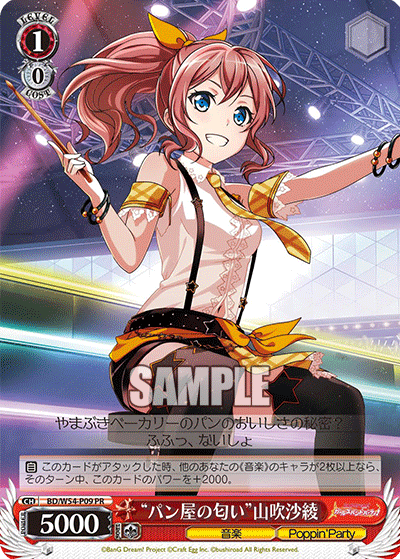 LEVEL
1
0
COST
SAMPLE
やまぶきベーカリーのパンのおいしさの秘密?
ふふっ、ないしょ
自 このカードがアタックした時、他のあなたの《音楽》のキャラが2枚以上なら、
そのターン中、このカードのパワーを+2000。
CH BD/WS4-P09 PR
5000
“パン屋の匂い”山吹沙綾
音楽 Poppin'Party
©BanG Dream! Project ©Craft Egg Inc. ©bushiroad All Rights Reserved.